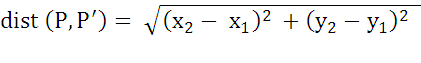 dist (P, P′) = √(x₂ − x₁)² + (y₂ − y₁)²